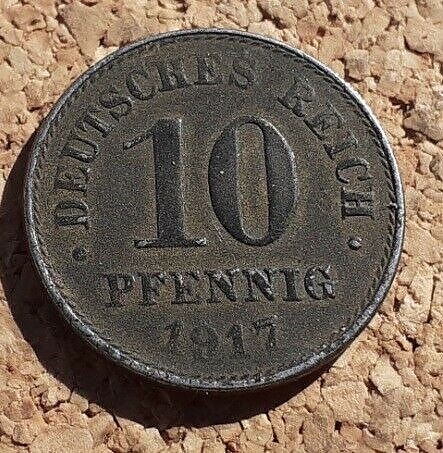 · DEUTSCHES REICH ·
10
PFENNIG
1917